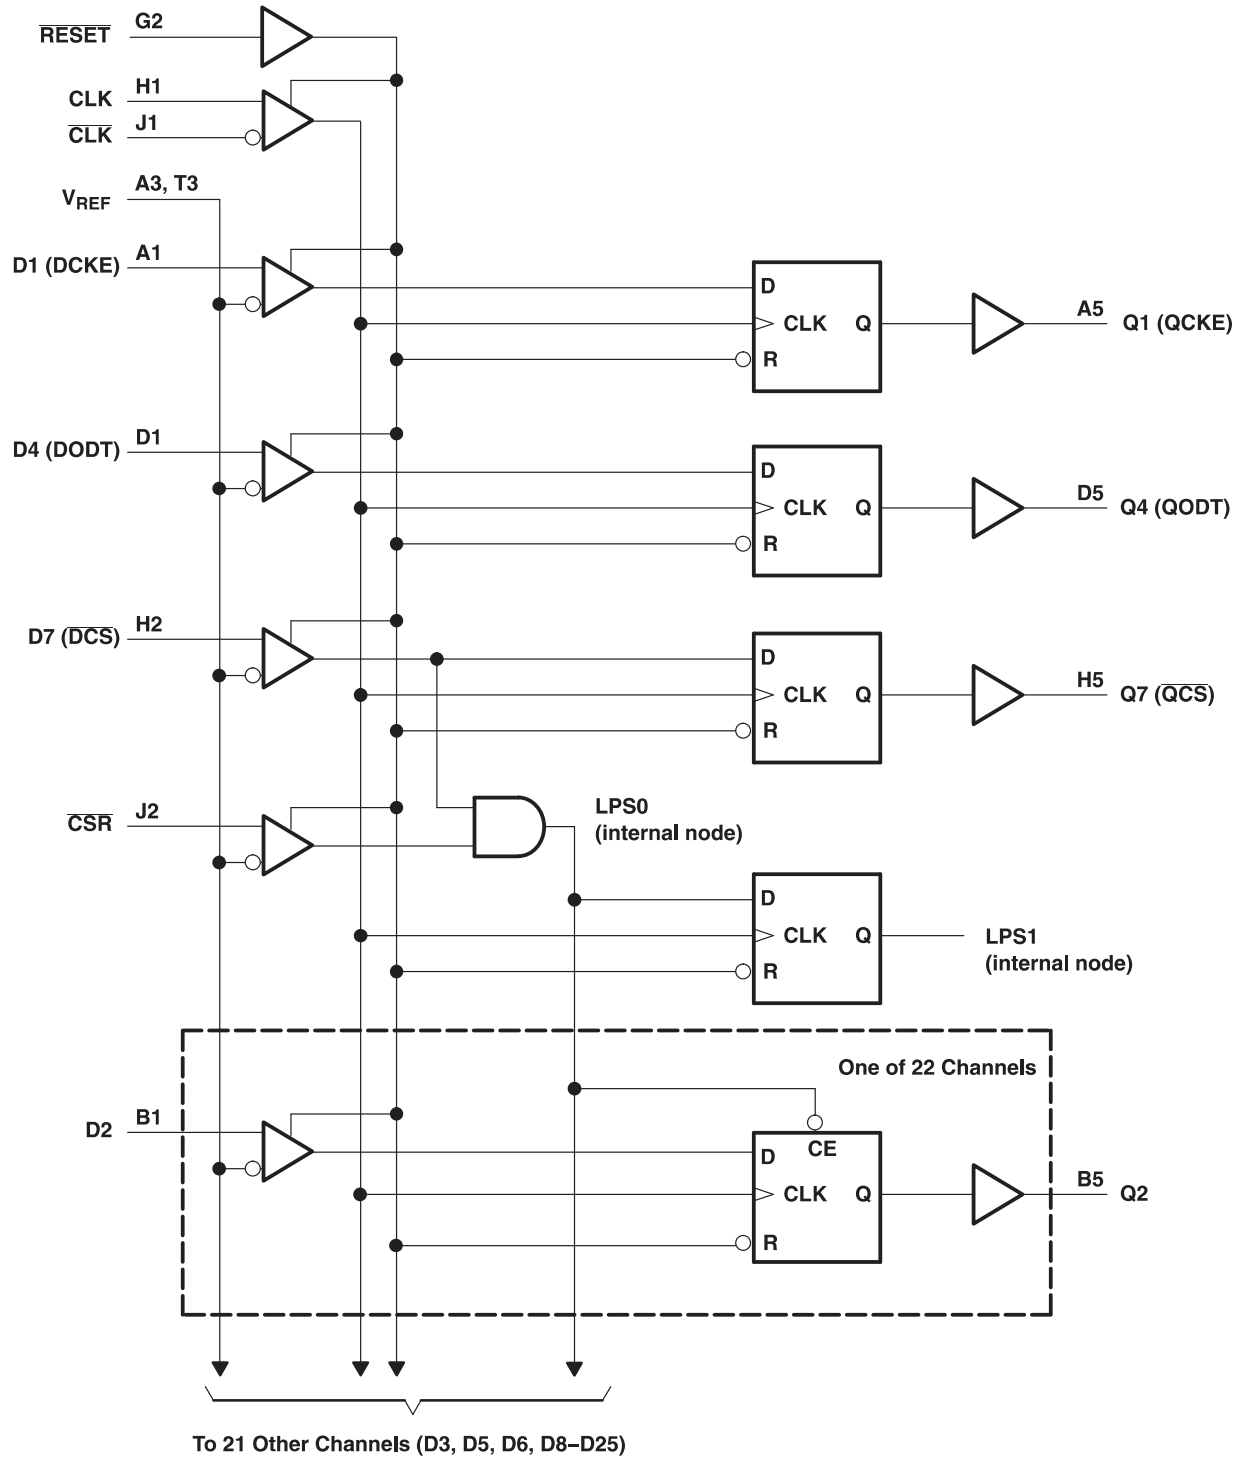 RESET G2
CLK H1
CLK J1
VREF A3, T3
D1 (DCKE) A1
D
CLK Q
R
A5 Q1 (QCKE)
D4 (DODT) D1
D
CLK Q
R
D5 Q4 (QODT)
D7 (DCS) H2
D
CLK Q
R
H5 Q7 (QCS)
CSR J2
LPS0
(internal node)
D
CLK Q
R
LPS1
(internal node)
One of 22 Channels
D2 B1
CE
D
CLK Q
R
B5 Q2
To 21 Other Channels (D3, D5, D6, D8–D25)